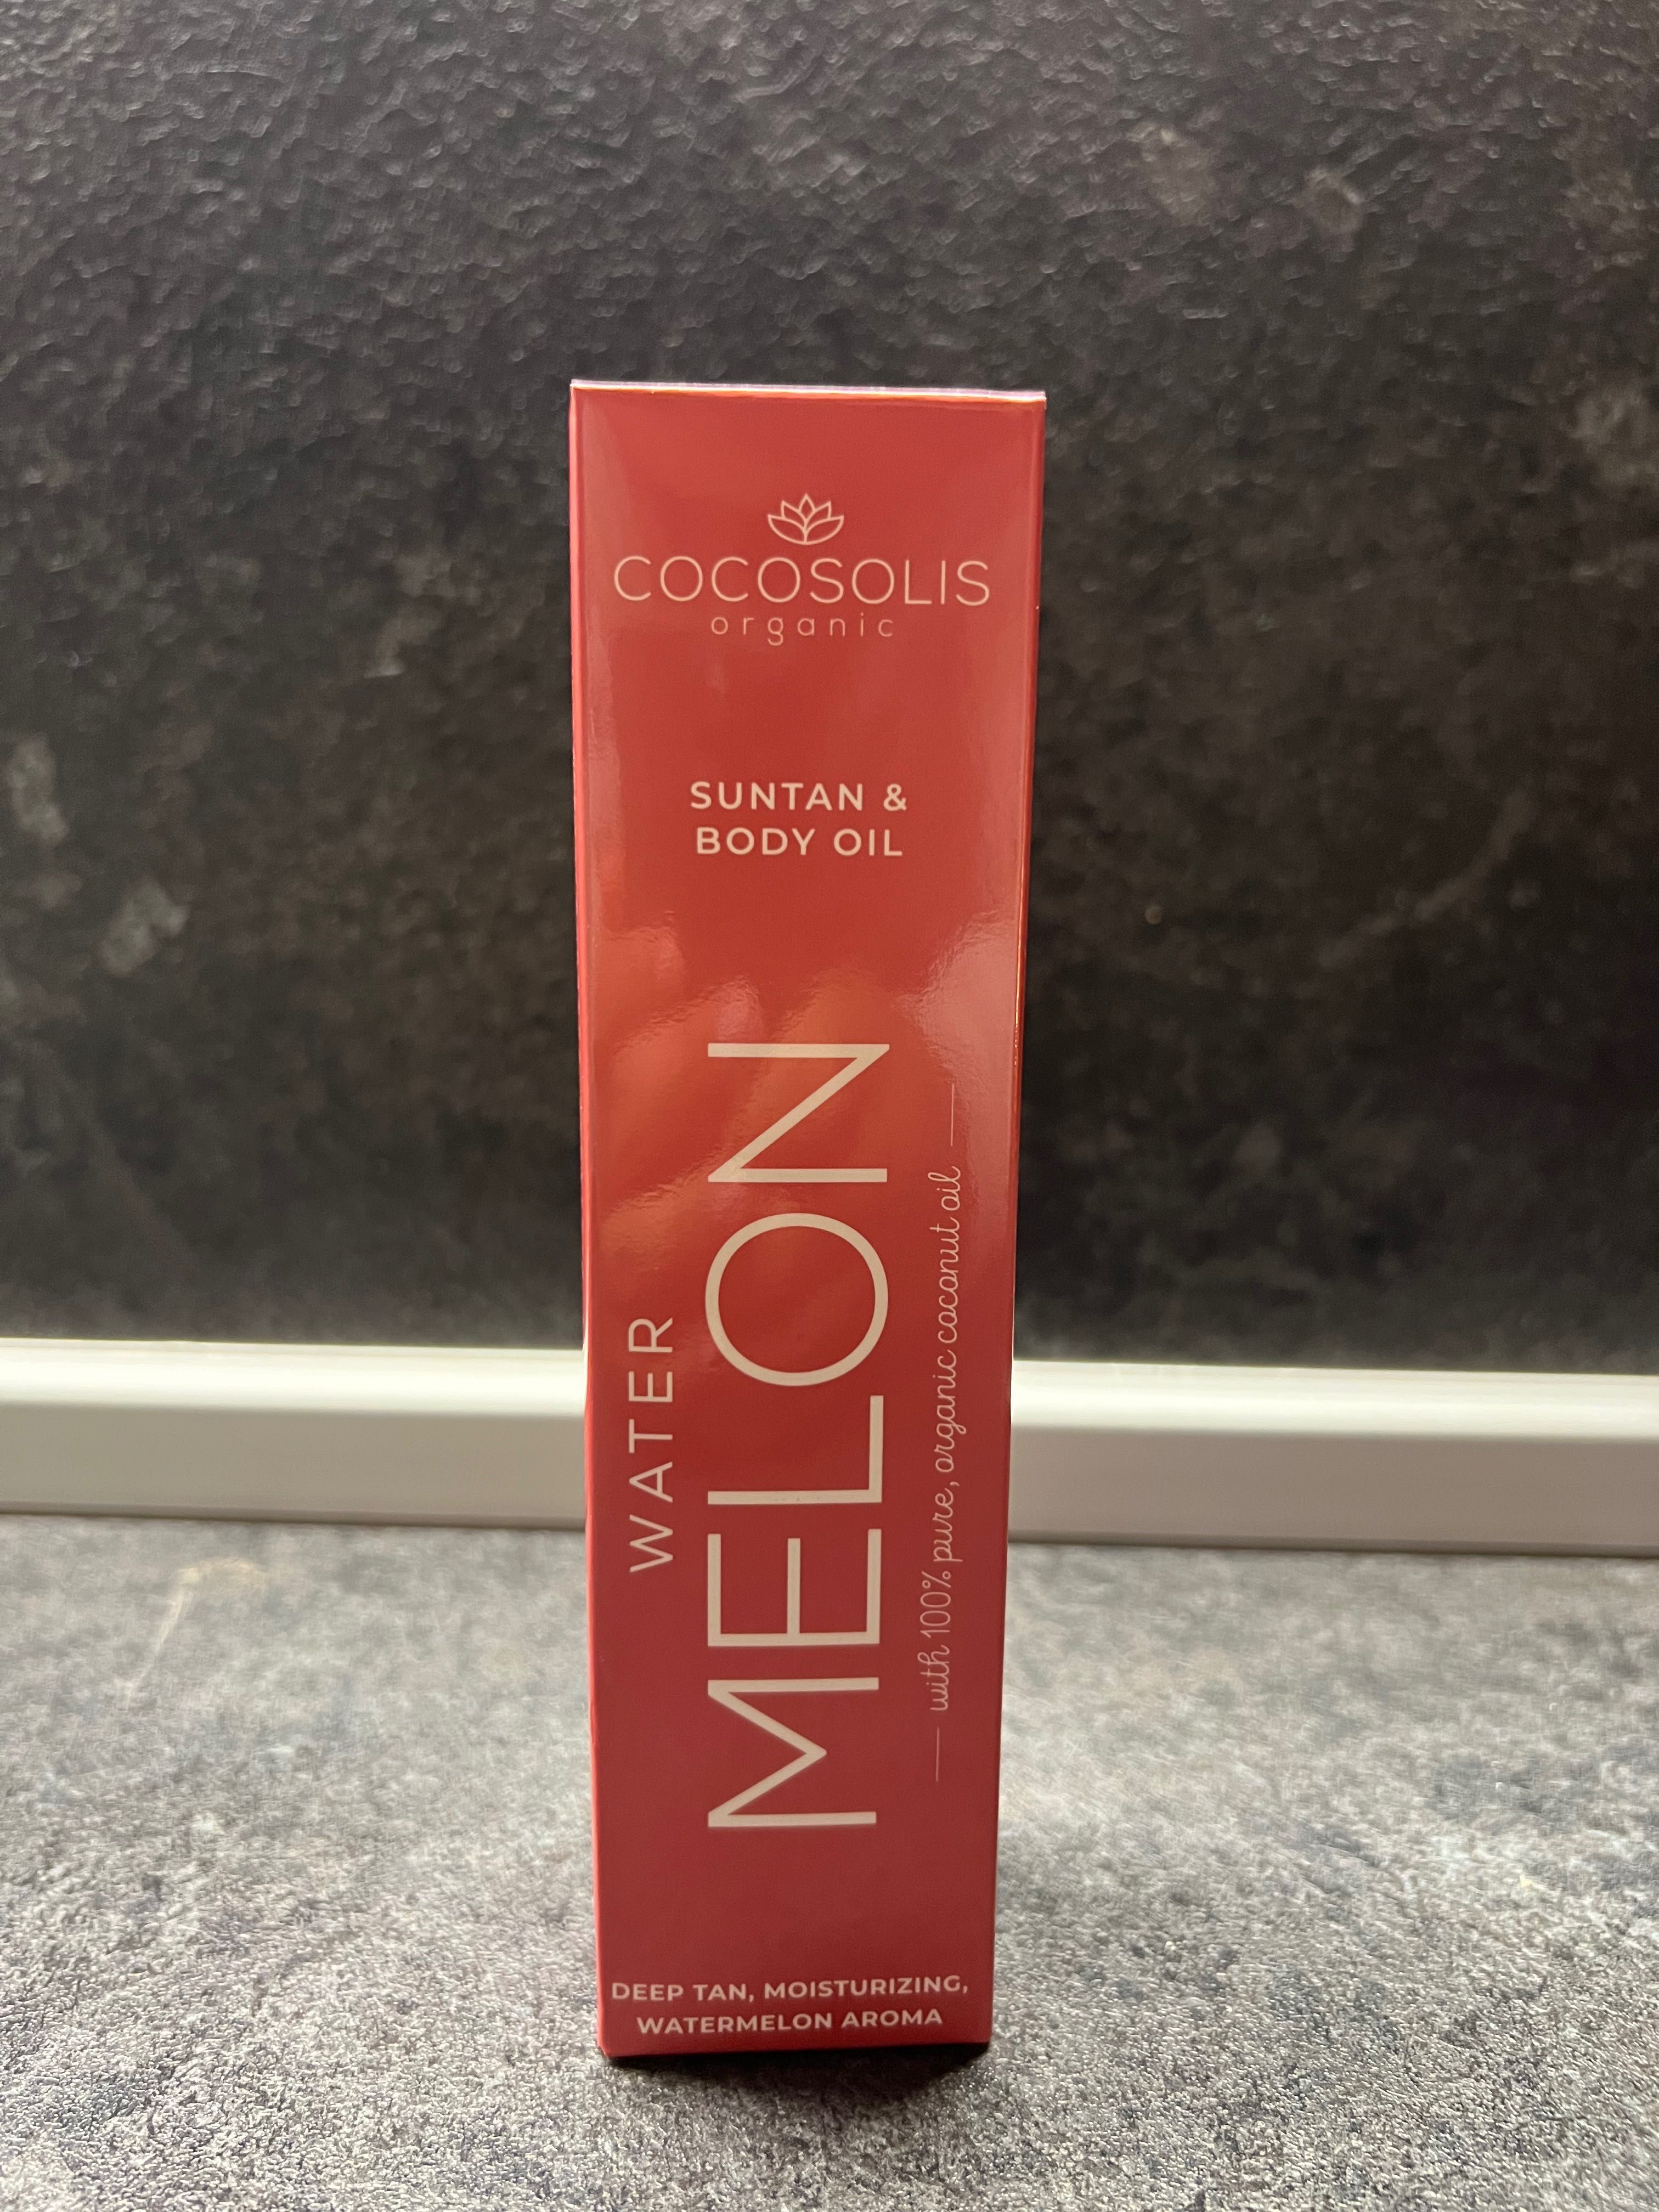 COCOSOLIS
organic
SUNTAN &
BODY OIL
WATER
MELON
with 100% pure, organic coconut oil
DEEP TAN, MOISTURIZING,
WATERMELON AROMA